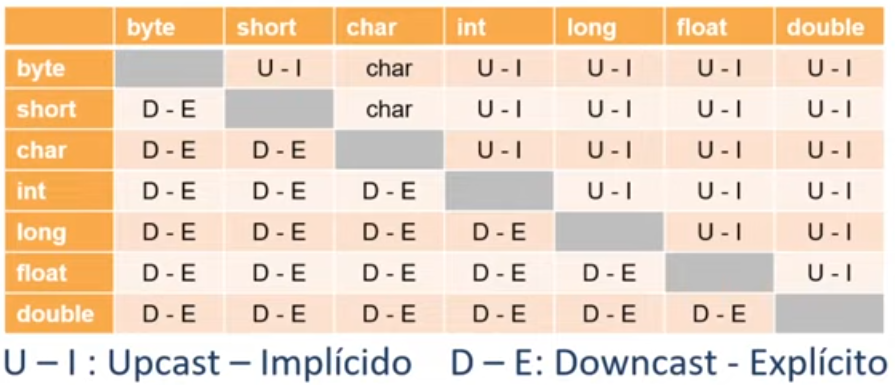 byte short char int long float double
byte U - I char U - I U - I U - I U - I
short D - E char U - I U - I U - I U - I
char D - E D - E U - I U - I U - I U - I
int D - E D - E D - E U - I U - I U - I
long D - E D - E D - E D - E U - I U - I
float D - E D - E D - E D - E D - E U - I
double D - E D - E D - E D - E D - E D - E
U – I : Upcast – Implícido D – E: Downcast - Explícito